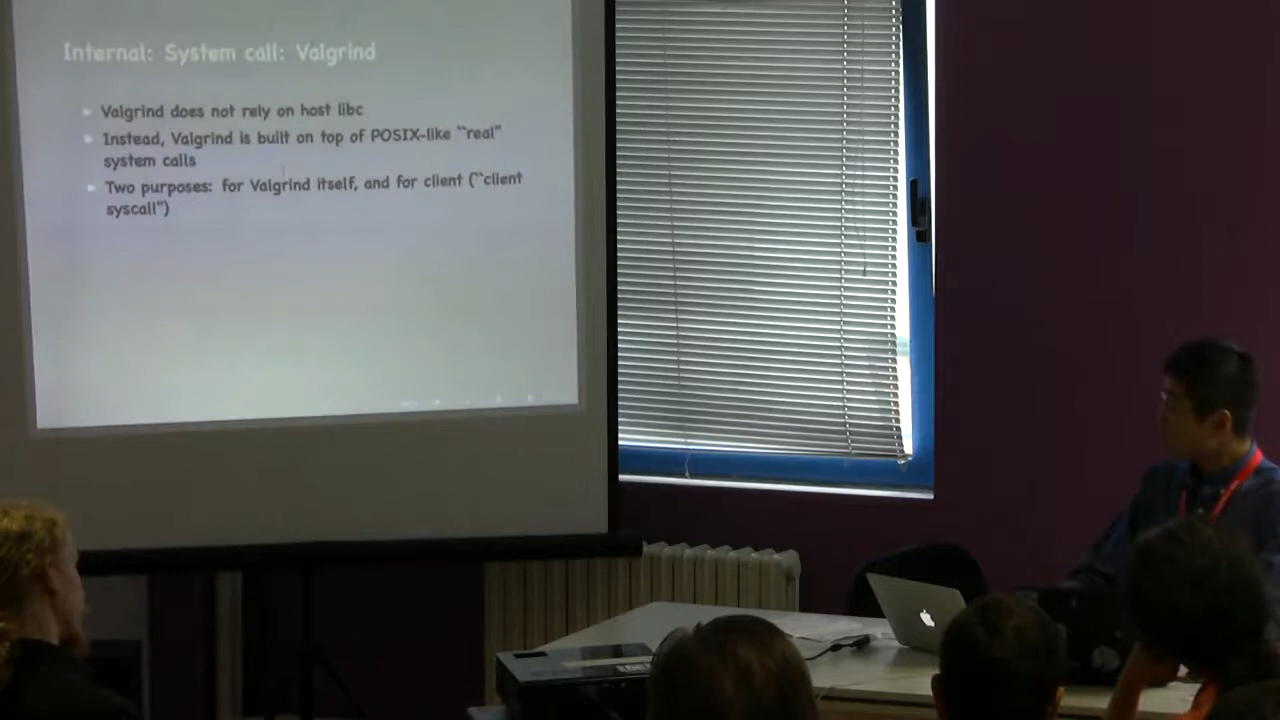 Internal: System call: Valgrind
Valgrind does not rely on host libc
Instead, Valgrind is built on top of POSIX-like “real”
system calls
Two purposes: for Valgrind itself, and for client (“client
syscall”)